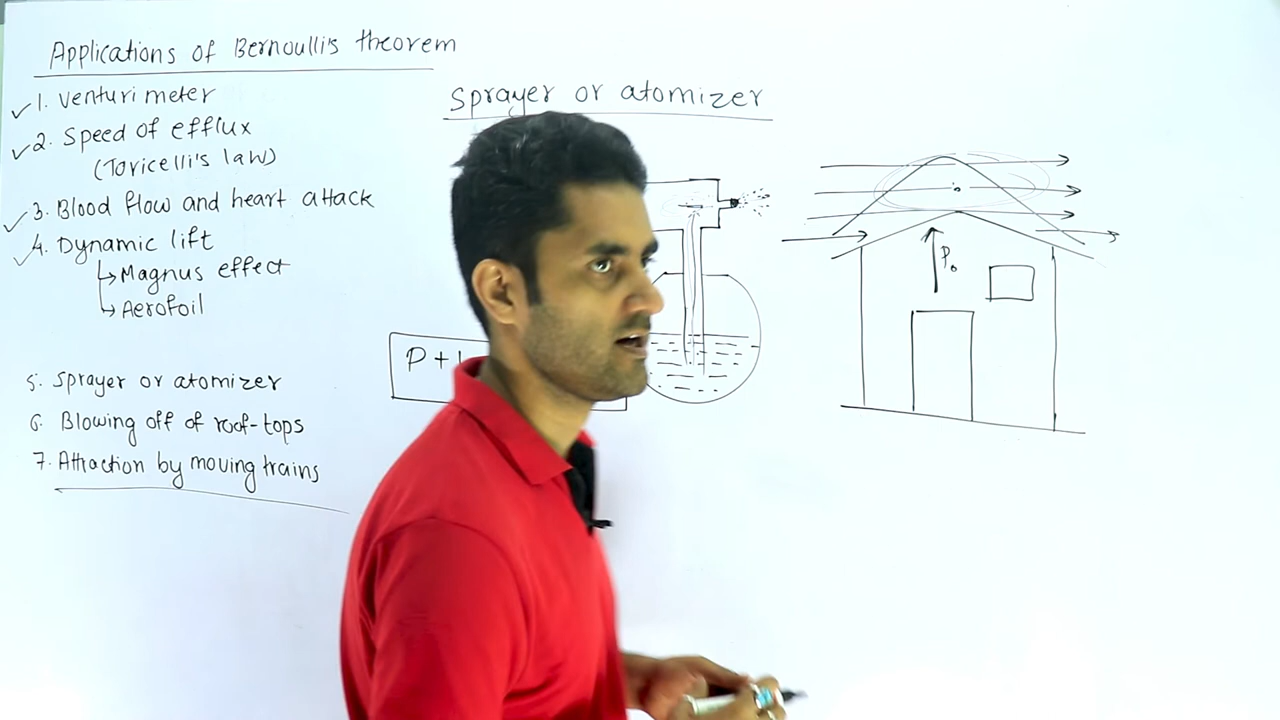 Applications of Bernoulli's theorem
1. Venturi meter
2. Speed of efflux
(Toricelli's law)
3. Blood flow and heart attack
4. Dynamic lift
Magnus effect
Aerofoil
5. Sprayer or atomizer
6. Blowing off of roof-tops
7. Attraction by moving trains
Sprayer or atomizer
P +
P₀